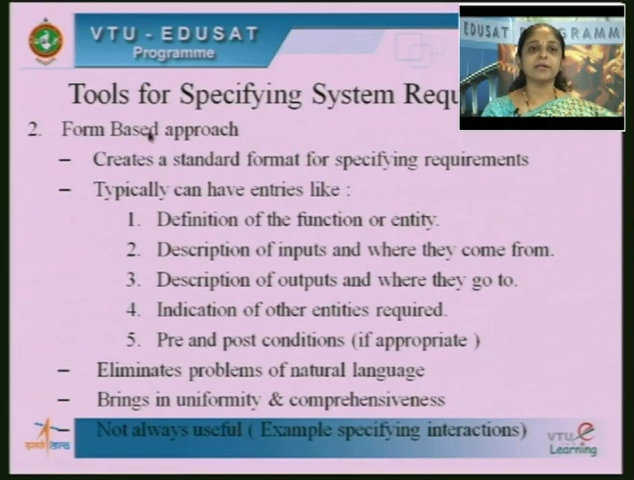 VTU - EDUSAT
Programme
EDUSAT PROGRAMM
Tools for Specifying System Requ
2. Form Based approach
– Creates a standard format for specifying requirements
– Typically can have entries like :
1. Definition of the function or entity.
2. Description of inputs and where they come from.
3. Description of outputs and where they go to.
4. Indication of other entities required.
5. Pre and post conditions (if appropriate )
– Eliminates problems of natural language
– Brings in uniformity & comprehensiveness
– Not always useful ( Example specifying interactions)
VTU e
Learning